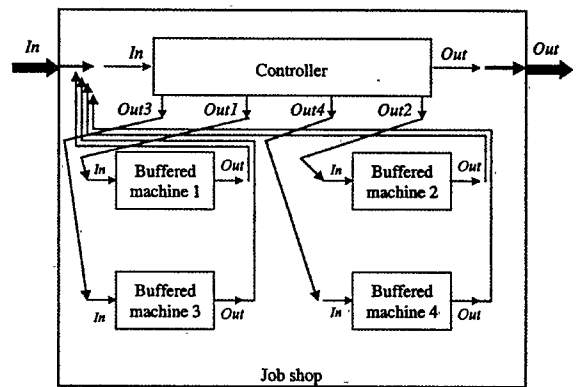 In
In
Controller
Out
Out
Out3
Out1
Out4
Out2
In
Buffered
machine 1
Out
In
Buffered
machine 2
Out
In
Buffered
machine 3
Out
In
Buffered
machine 4
Out
Job shop